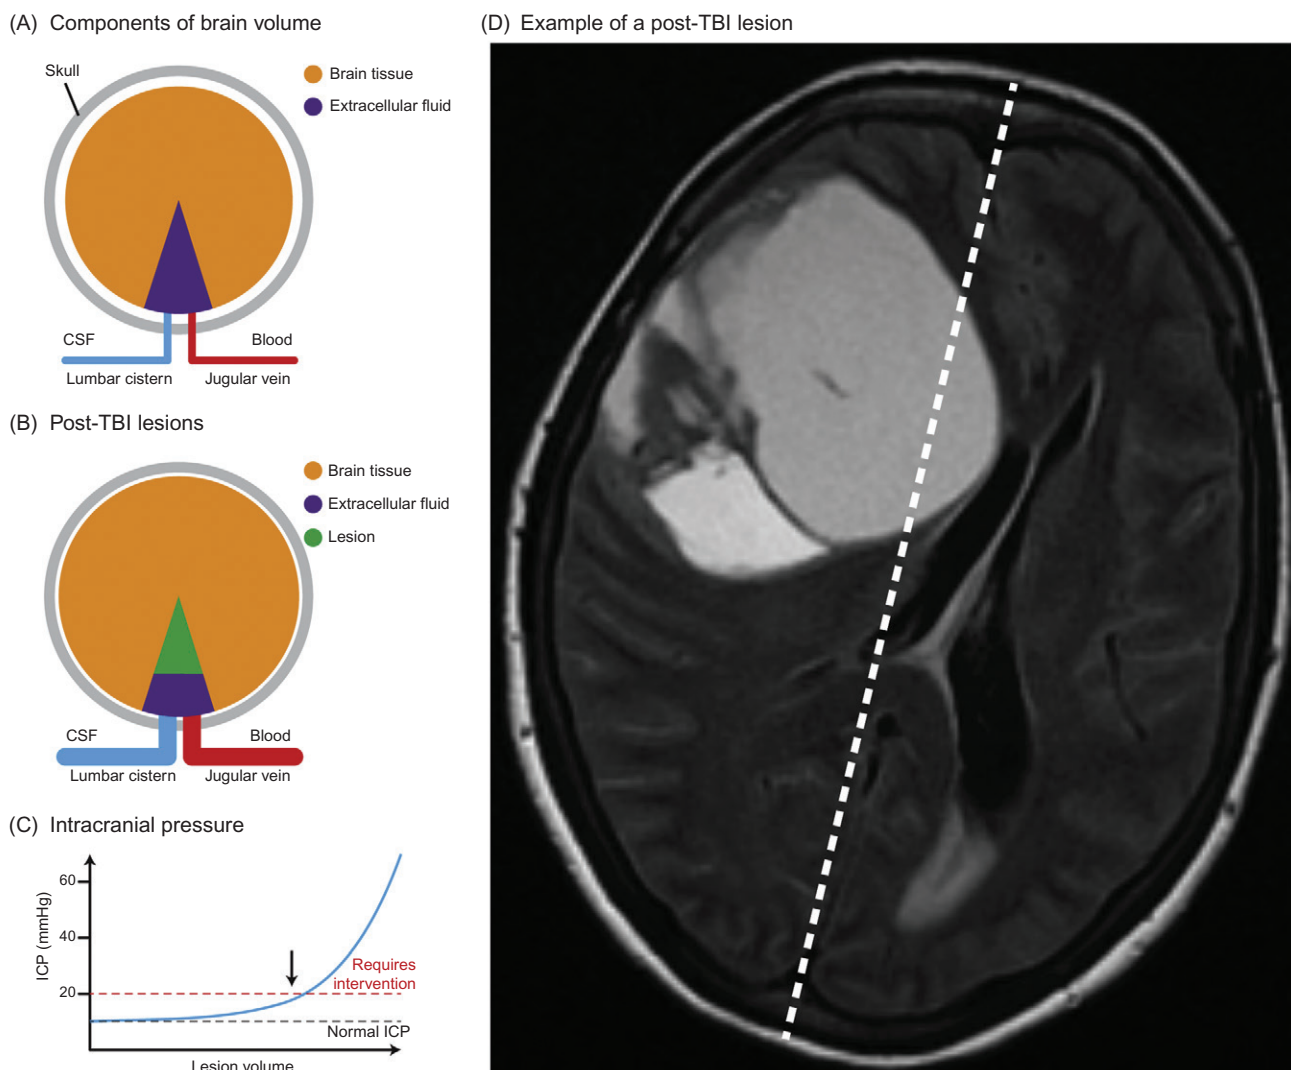 (A) Components of brain volume
Skull
Brain tissue
Extracellular fluid
CSF
Blood
Lumbar cistern
Jugular vein
(B) Post-TBI lesions
Brain tissue
Extracellular fluid
Lesion
CSF
Blood
Lumbar cistern
Jugular vein
(C) Intracranial pressure
ICP (mmHg)
60
40
20
Requires
intervention
Normal ICP
Lesion volume
(D) Example of a post-TBI lesion